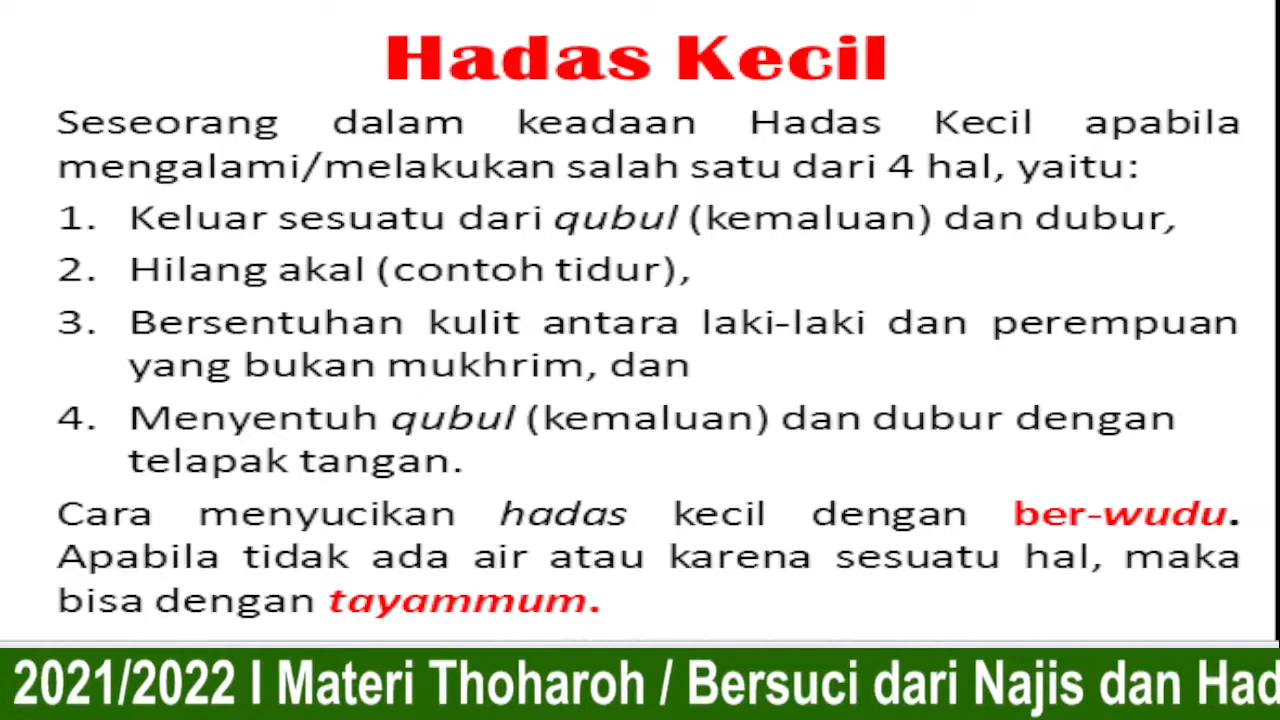 Hadas Kecil
Seseorang dalam keadaan Hadas Kecil apabila
mengalami/melakukan salah satu dari 4 hal, yaitu:
1. Keluar sesuatu dari qubul (kemaluan) dan dubur,
2. Hilang akal (contoh tidur),
3. Bersentuhan kulit antara laki-laki dan perempuan
yang bukan mukhrim, dan
4. Menyentuh qubul (kemaluan) dan dubur dengan
telapak tangan.
Cara menyucikan hadas kecil dengan ber-wudu.
Apabila tidak ada air atau karena sesuatu hal, maka
bisa dengan tayammum.
2021/2022 I Materi Thoharoh / Bersuci dari Najis dan Had